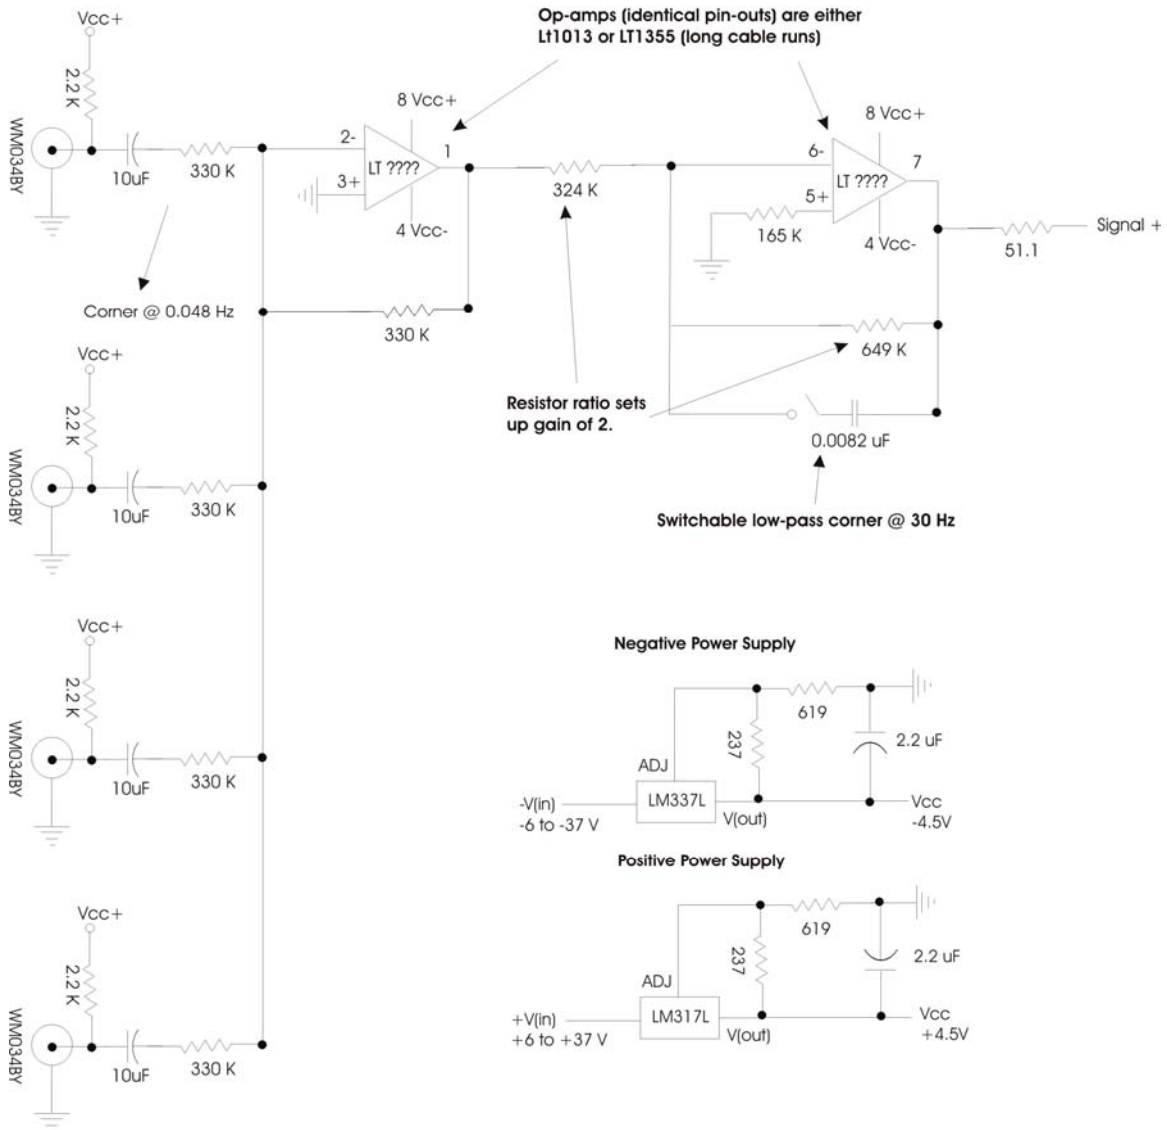 Vcc+
2.2 K
WM034BY
10uF
330 K
Corner @ 0.048 Hz
Op-amps (identical pin-outs) are either
Lt1013 or LT1355 (long cable runs)
8 Vcc+
2-
1
LT ????
3+
4 Vcc-
330 K
324 K
8 Vcc+
6-
7
LT ????
5+
165 K
4 Vcc-
Signal +
51.1
649 K
Resistor ratio sets
up gain of 2.
0.0082 uF
Switchable low-pass corner @ 30 Hz
Vcc+
2.2 K
WM034BY
10uF
330 K
Vcc+
2.2 K
WM034BY
10uF
330 K
Vcc+
2.2 K
WM034BY
10uF
330 K
Negative Power Supply
619
237
2.2 uF
ADJ
LM337L
-V(in)
-6 to -37 V
V(out)
Vcc
-4.5V
Positive Power Supply
619
237
2.2 uF
ADJ
LM317L
+V(in)
+6 to +37 V
V(out)
Vcc
+4.5V